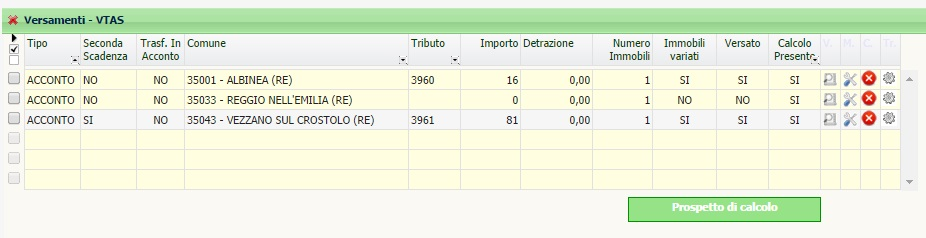 Versamenti - VTAS
Tipo Seconda Scadenza Trasf. In Acconto Comune Tributo Importo Detrazione Numero Immobili Immobili variati Versato Calcolo Presente V. M. C. Tr.
ACCONTO NO NO 35001 - ALBINEA (RE) 3960 16 0,00 1 SI SI SI
ACCONTO NO NO 35033 - REGGIO NELL'EMILIA (RE) 0 0,00 1 NO NO SI
ACCONTO SI NO 35043 - VEZZANO SUL CROSTOLO (RE) 3961 81 0,00 1 SI SI SI
Prospetto di calcolo